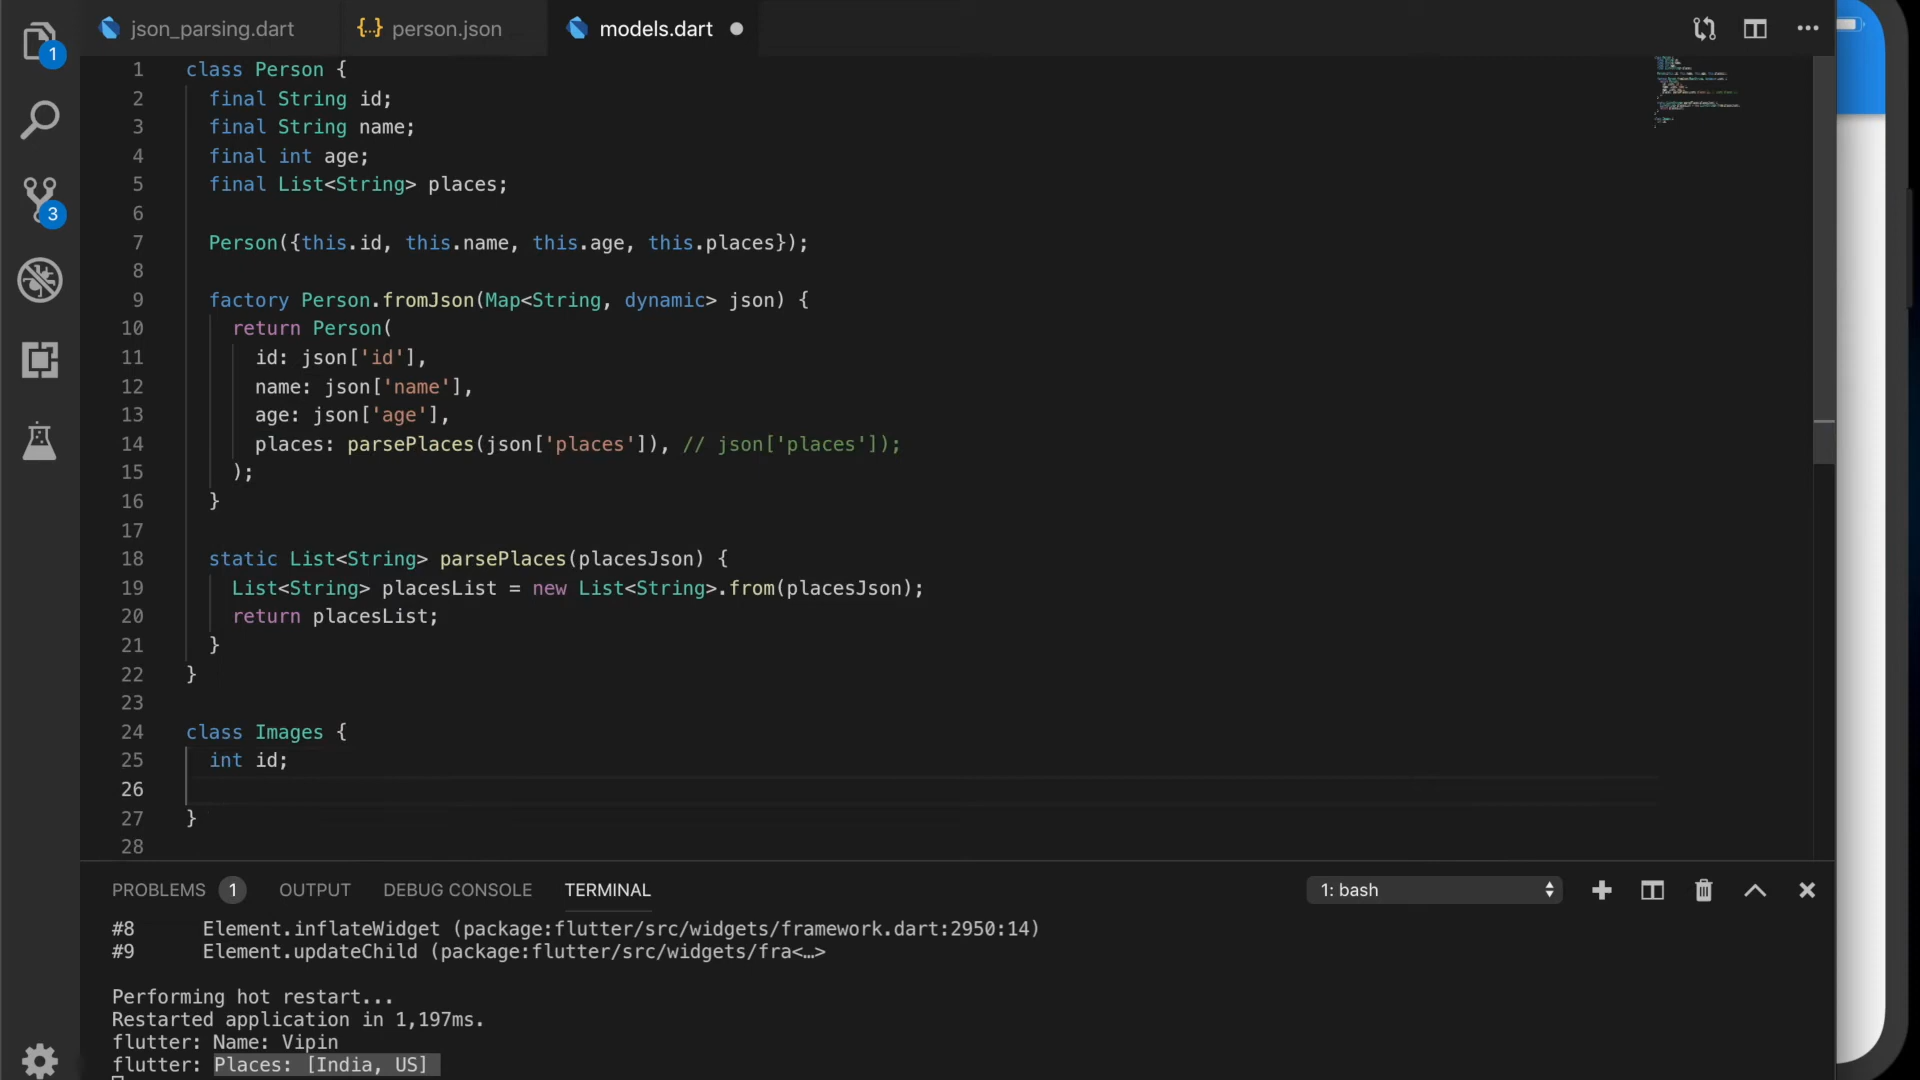 1
3
json_parsing.dart
{..} person.json
models.dart
1 class Person {
2 final String id;
3 final String name;
4 final int age;
5 final List<String> places;
6
7 Person({this.id, this.name, this.age, this.places});
8
9 factory Person.fromJson(Map<String, dynamic> json) {
10 return Person(
11 id: json['id'],
12 name: json['name'],
13 age: json['age'],
14 places: parsePlaces(json['places']), // json['places']);
15 );
16 }
17
18 static List<String> parsePlaces(placesJson) {
19 List<String> placesList = new List<String>.from(placesJson);
20 return placesList;
21 }
22 }
23
24 class Images {
25 int id;
26
27 }
28
PROBLEMS 1 OUTPUT DEBUG CONSOLE TERMINAL 1: bash
#8 Element.inflateWidget (package:flutter/src/widgets/framework.dart:2950:14)
#9 Element.updateChild (package:flutter/src/widgets/fra<…>
Performing hot restart...
Restarted application in 1,197ms.
flutter: Name: Vipin
flutter: Places: [India, US]